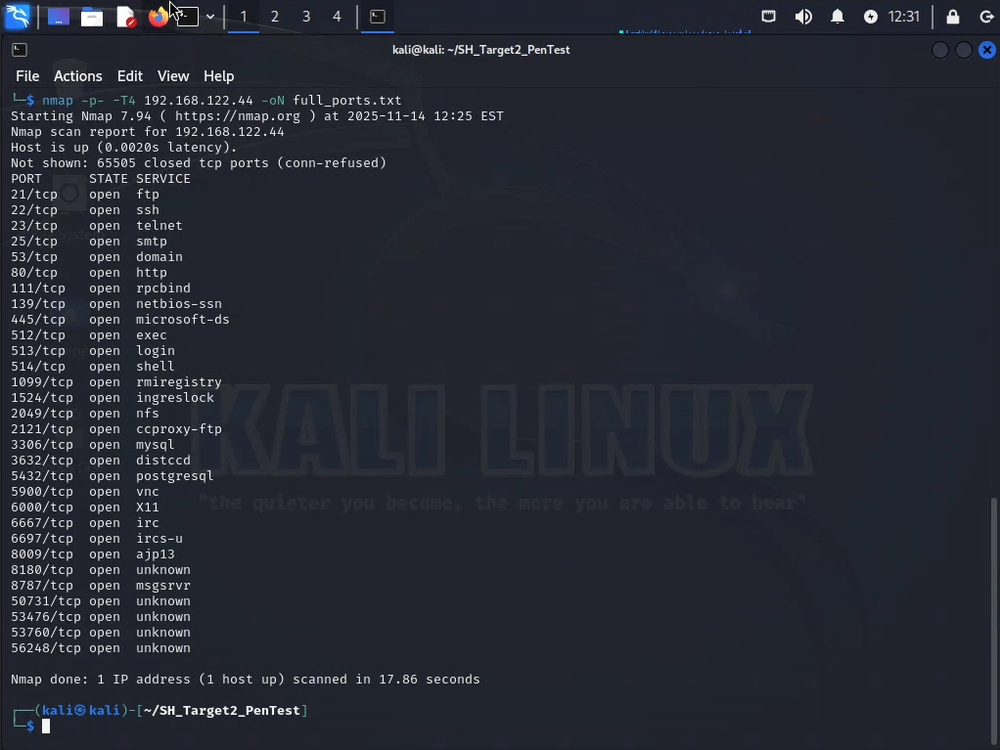 1 2 3 4 12:31
kali@kali: ~/SH_Target2_PenTest
File Actions Edit View Help
└─$ nmap -p- -T4 192.168.122.44 -oN full_ports.txt
Starting Nmap 7.94 ( https://nmap.org ) at 2025-11-14 12:25 EST
Nmap scan report for 192.168.122.44
Host is up (0.0020s latency).
Not shown: 65505 closed tcp ports (conn-refused)
PORT STATE SERVICE
21/tcp open ftp
22/tcp open ssh
23/tcp open telnet
25/tcp open smtp
53/tcp open domain
80/tcp open http
111/tcp open rpcbind
139/tcp open netbios-ssn
445/tcp open microsoft-ds
512/tcp open exec
513/tcp open login
514/tcp open shell
1099/tcp open rmiregistry
1524/tcp open ingreslock
2049/tcp open nfs
2121/tcp open ccproxy-ftp
3306/tcp open mysql
3632/tcp open distccd
5432/tcp open postgresql
5900/tcp open vnc
6000/tcp open X11
6667/tcp open irc
6697/tcp open ircs-u
8009/tcp open ajp13
8180/tcp open unknown
8787/tcp open msgsrvr
50731/tcp open unknown
53476/tcp open unknown
53760/tcp open unknown
56248/tcp open unknown
KALI LINUX
"the quieter you become, the more you are able to hear"
Nmap done: 1 IP address (1 host up) scanned in 17.86 seconds
┌──(kali㉿kali)-[~/SH_Target2_PenTest]
└─$